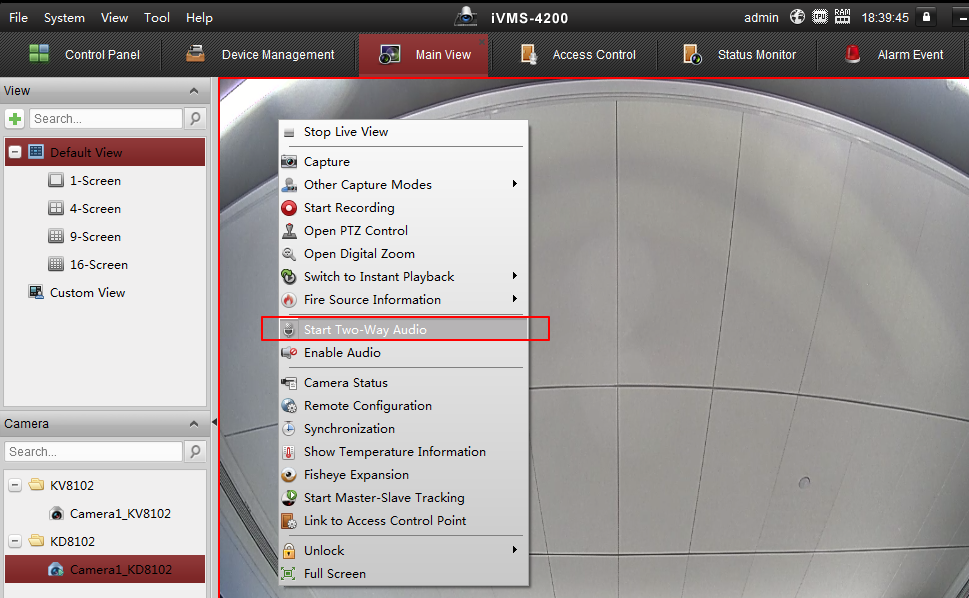 File System View Tool Help iVMS-4200 admin CPU RAM 18:39:45
Control Panel Device Management Main View Access Control Status Monitor Alarm Event
View
Search...
Default View
1-Screen
4-Screen
9-Screen
16-Screen
Custom View
Camera
Search...
KV8102
Camera1_KV8102
KD8102
Camera1_KD8102
Stop Live View
Capture
Other Capture Modes
Start Recording
Open PTZ Control
Open Digital Zoom
Switch to Instant Playback
Fire Source Information
Start Two-Way Audio
Enable Audio
Camera Status
Remote Configuration
Synchronization
Show Temperature Information
Fisheye Expansion
Start Master-Slave Tracking
Link to Access Control Point
Unlock
Full Screen